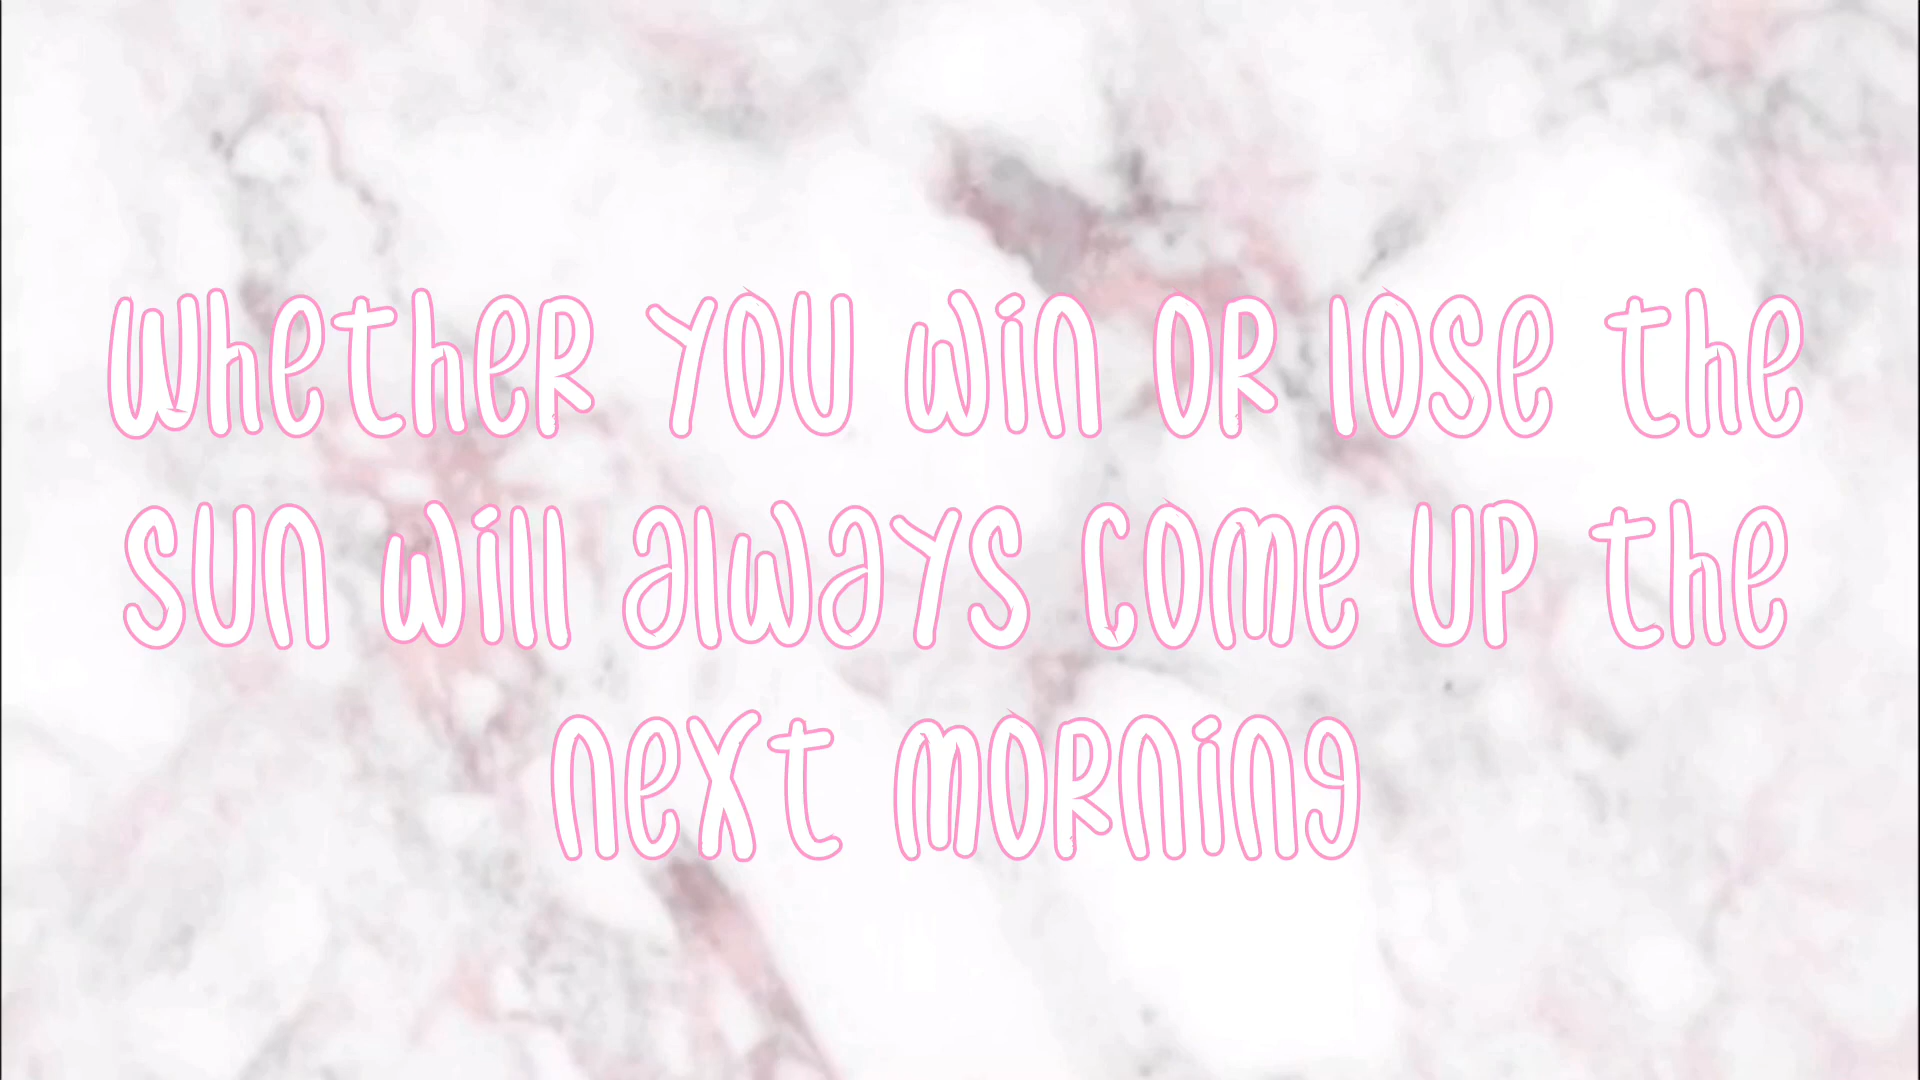 Whether you win or lose the
sun will always come up the
next morning